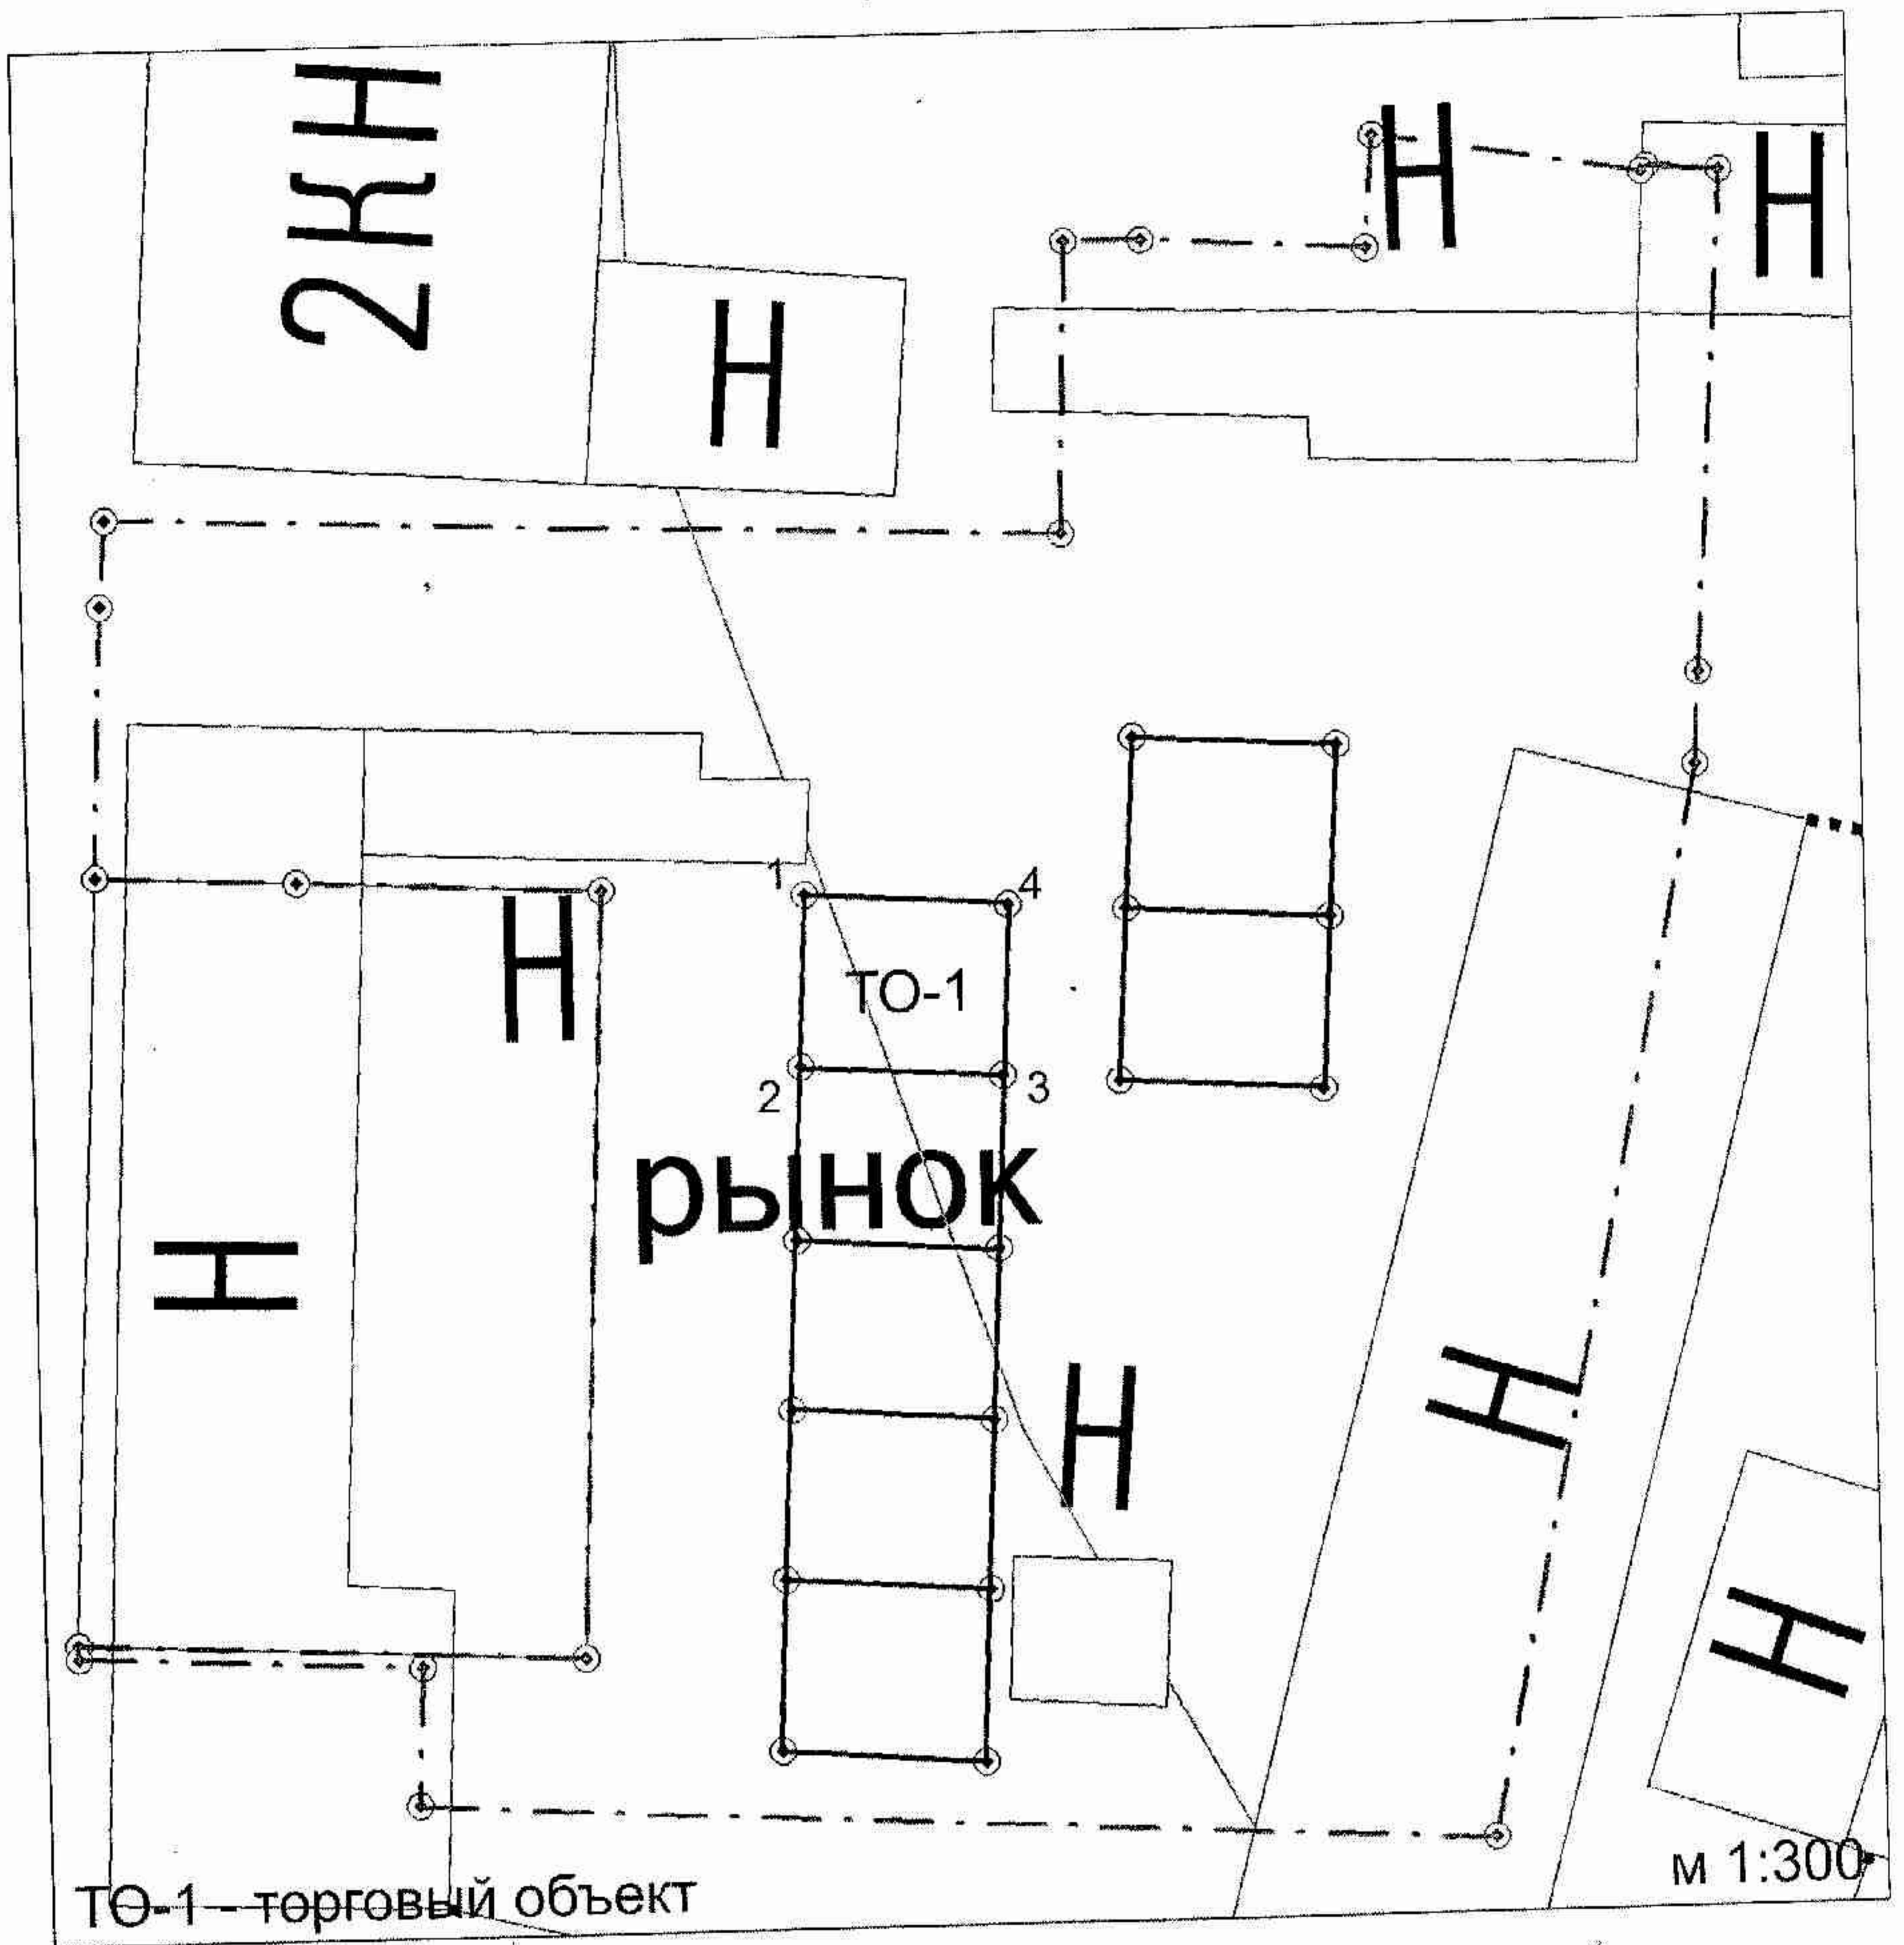 2КН
Н
Н
Н
1
4
Н
ТО-1
2
3
рынок
Н
Н
Н
Н
ТО-1 - торговый объект
м 1:300